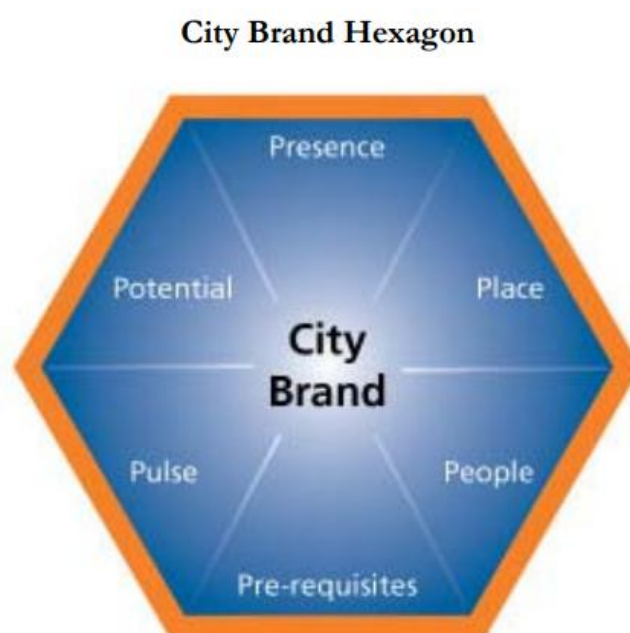 City Brand Hexagon
Presence
Potential
Place
City
Brand
Pulse
People
Pre-requisites